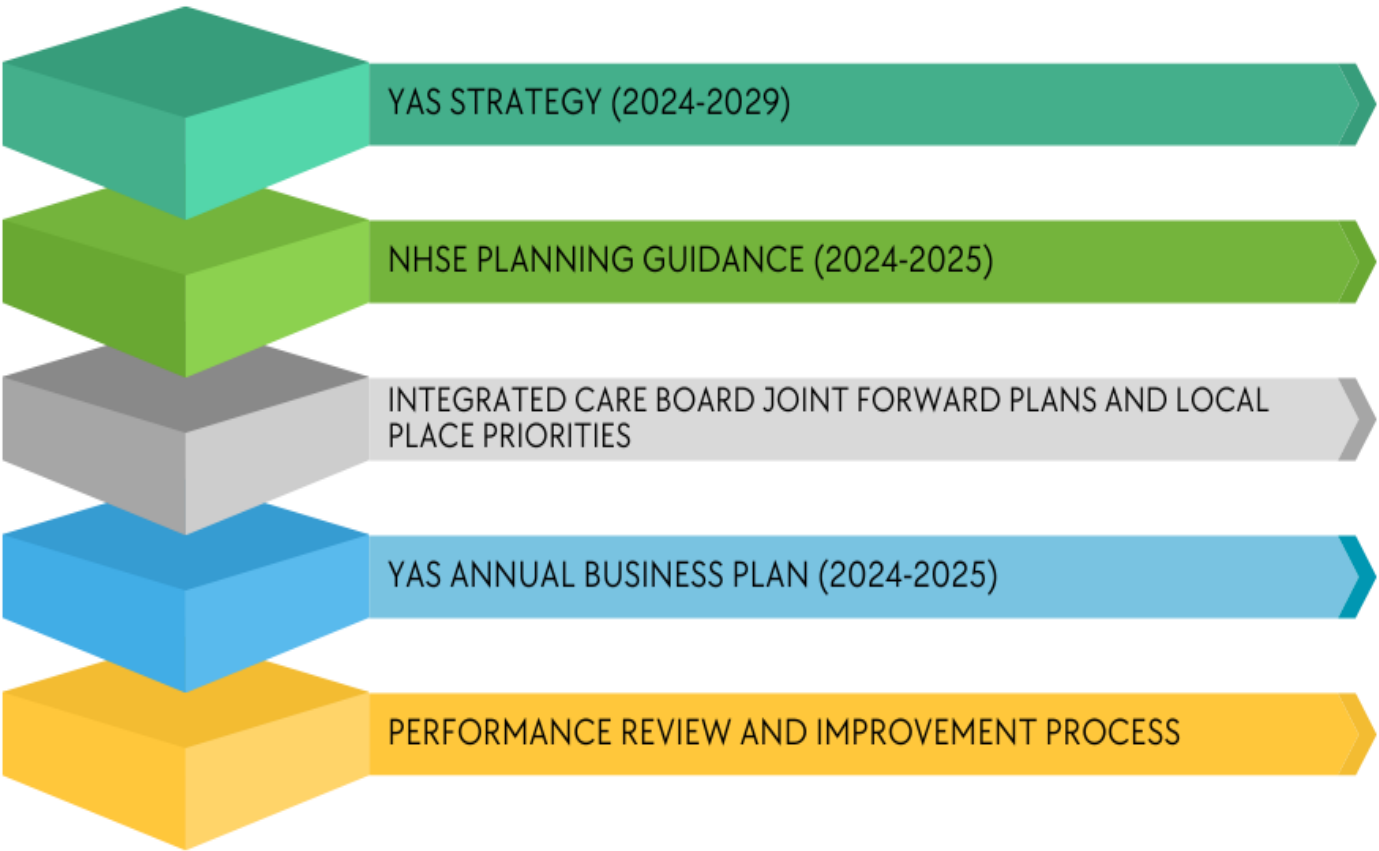 YAS STRATEGY (2024-2029)
NHSE PLANNING GUIDANCE (2024-2025)
INTEGRATED CARE BOARD JOINT FORWARD PLANS AND LOCAL
PLACE PRIORITIES
YAS ANNUAL BUSINESS PLAN (2024-2025)
PERFORMANCE REVIEW AND IMPROVEMENT PROCESS